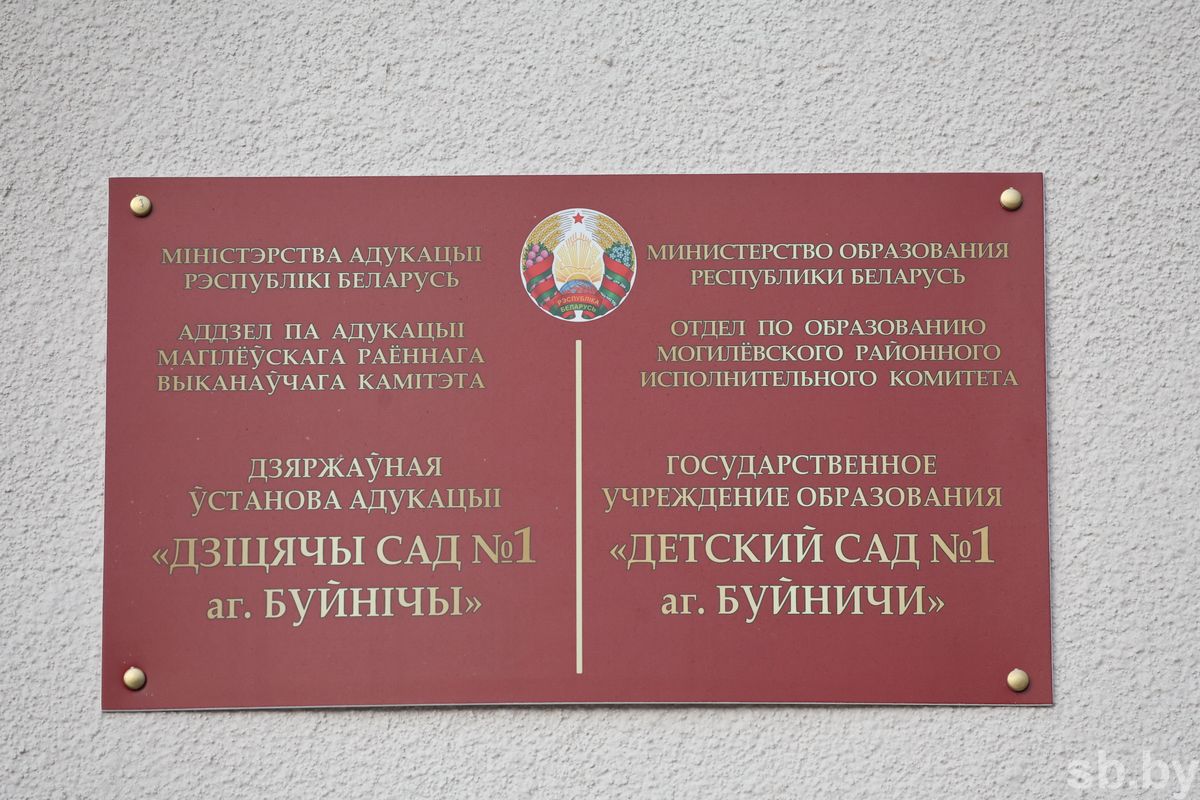 МІНІСТЭРСТВА АДУКАЦЫІ
РЭСПУБЛІКІ БЕЛАРУСЬ
АДДЗЕЛ ПА АДУКАЦЫІ
МАГІЛЁЎСКАГА РАЁННАГА
ВЫКАНАЎЧАГА КАМІТЭТА
ДЗЯРЖАЎНАЯ
ЎСТАНОВА АДУКАЦЫІ
«ДЗІЦЯЧЫ САД №1
аг. БУЙНІЧЫ»
РЭСПУБЛІКА
БЕЛАРУСЬ
МИНИСТЕРСТВО ОБРАЗОВАНИЯ
РЕСПУБЛИКИ БЕЛАРУСЬ
ОТДЕЛ ПО ОБРАЗОВАНИЮ
МОГИЛЁВСКОГО РАЙОННОГО
ИСПОЛНИТЕЛЬНОГО КОМИТЕТА
ГОСУДАРСТВЕННОЕ
УЧРЕЖДЕНИЕ ОБРАЗОВАНИЯ
«ДЕТСКИЙ САД №1
аг. БУЙНИЧИ»
sb.by